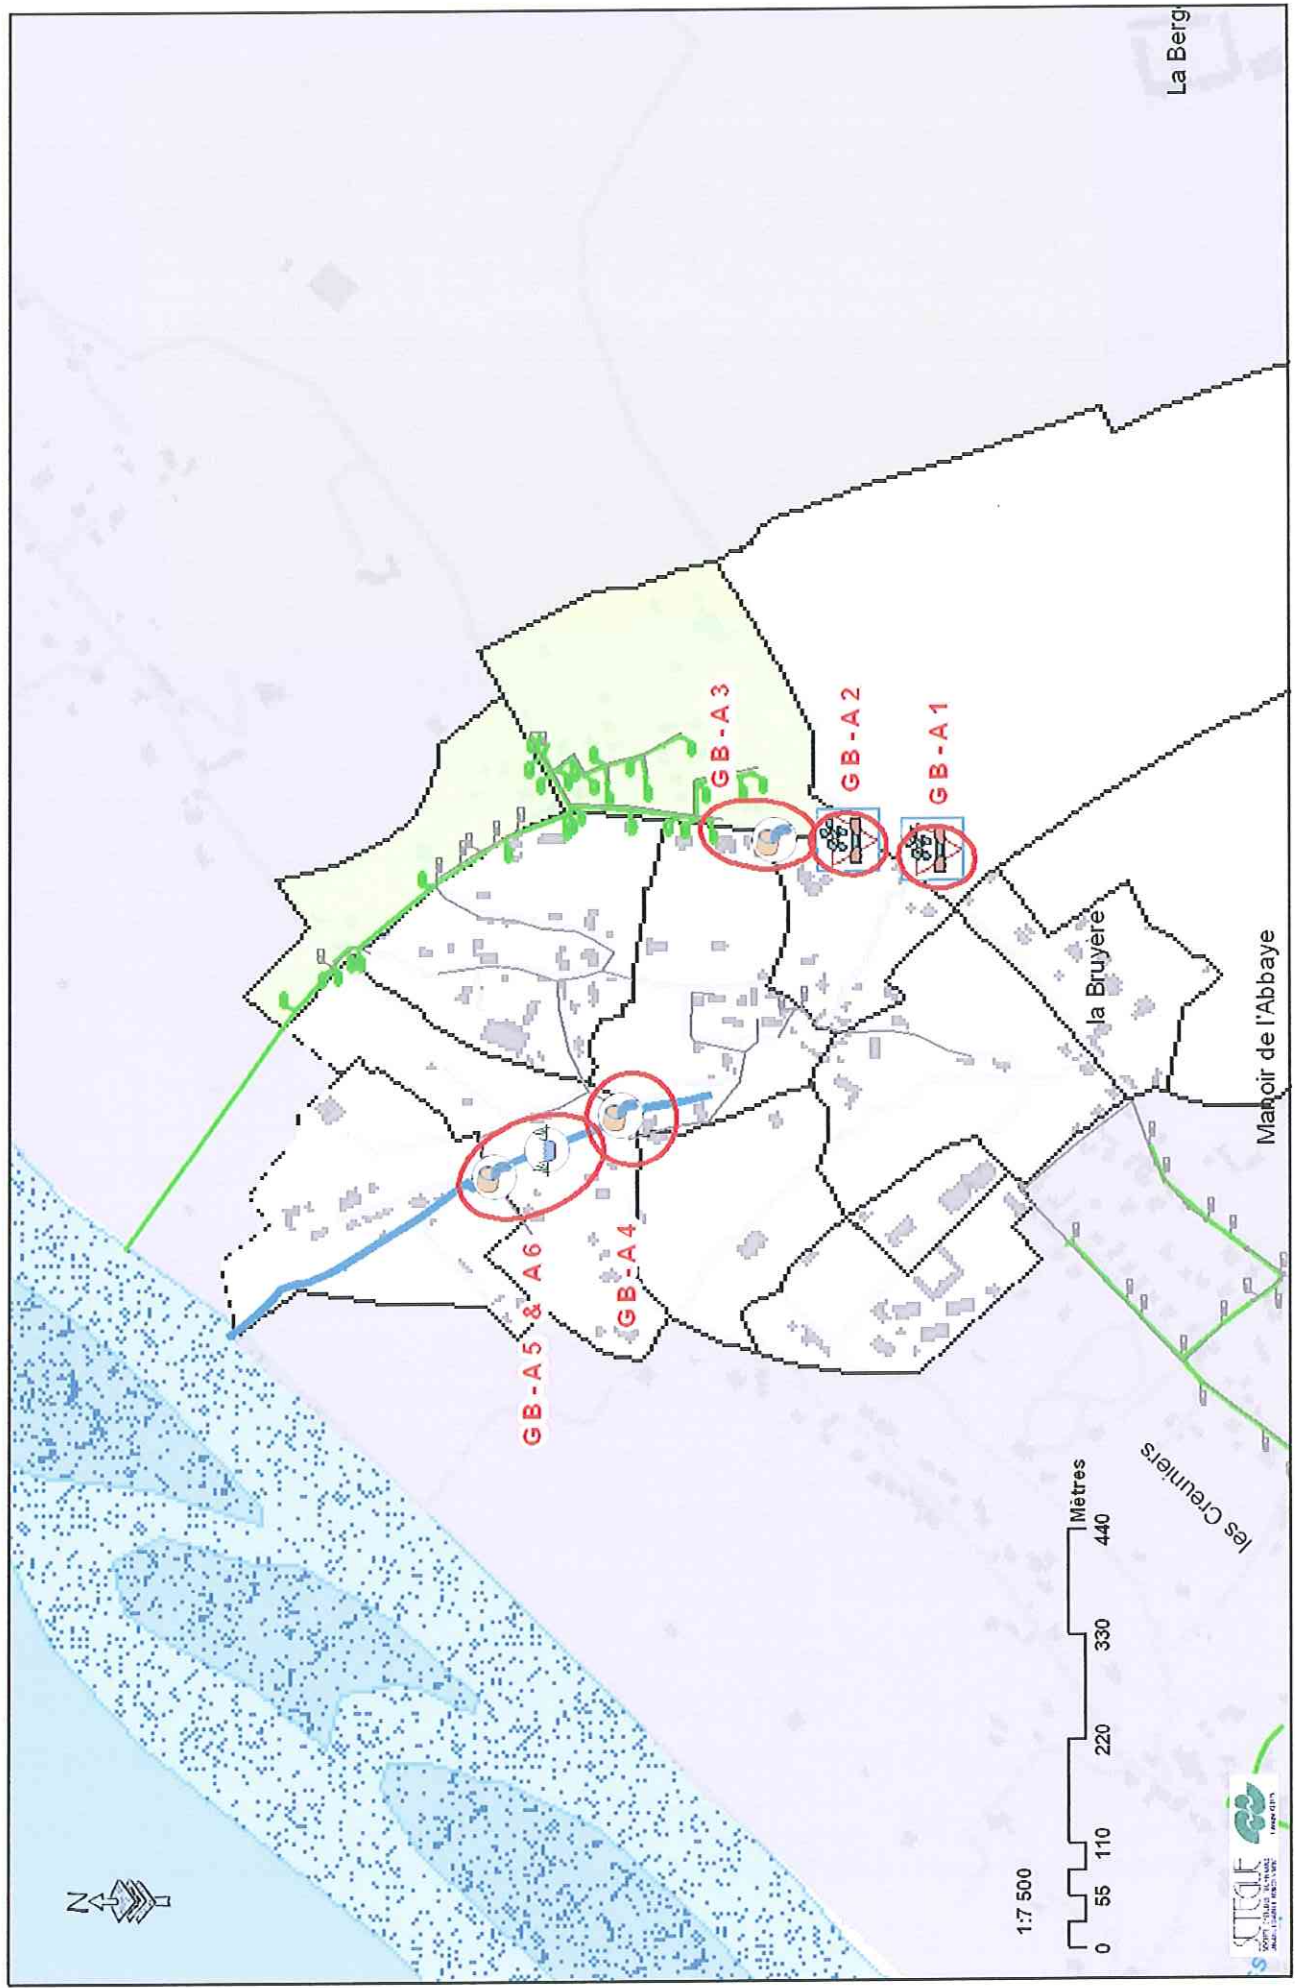 N
La Berg
GB-A3
GB-A2
GB-A1
GB-A5 & A6
GB-A4
la Bruyère
Manoir de l'Abbaye
les Creuniers
1:7 500
0 55 110 220 330 440
Mètres
SETEGUE
s